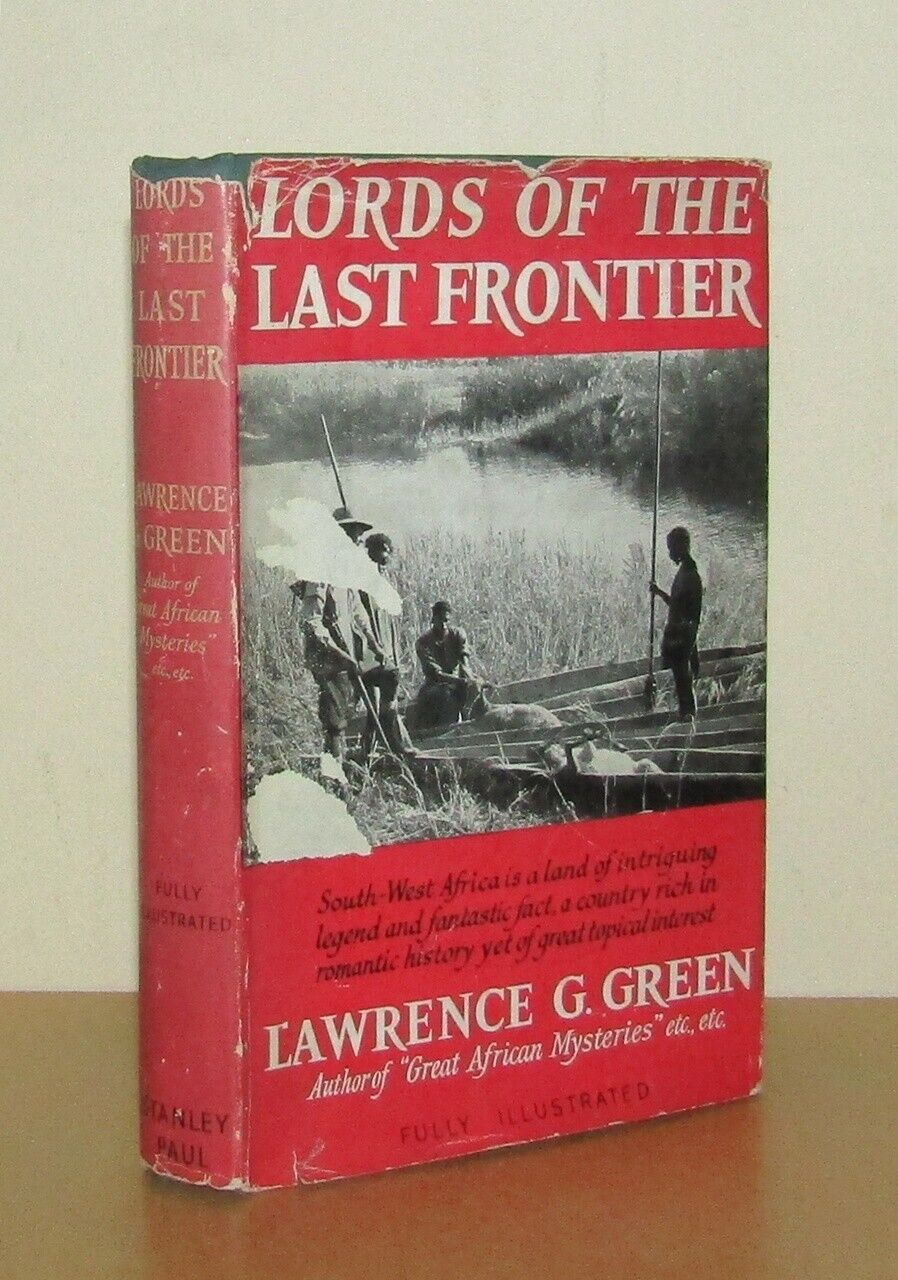 LORDS
OF THE
LAST
FRONTIER
LAWRENCE
GREEN
Author of
Great African
Mysteries"
etc., etc.
FULLY
ILLUSTRATED
STANLEY
PAUL
LORDS OF THE
LAST FRONTIER
South-West Africa is a land of intriguing
legend and fantastic fact, a country rich in
romantic history yet of great topical interest
LAWRENCE G. GREEN
Author of "Great African Mysteries" etc., etc.
FULLY ILLUSTRATED